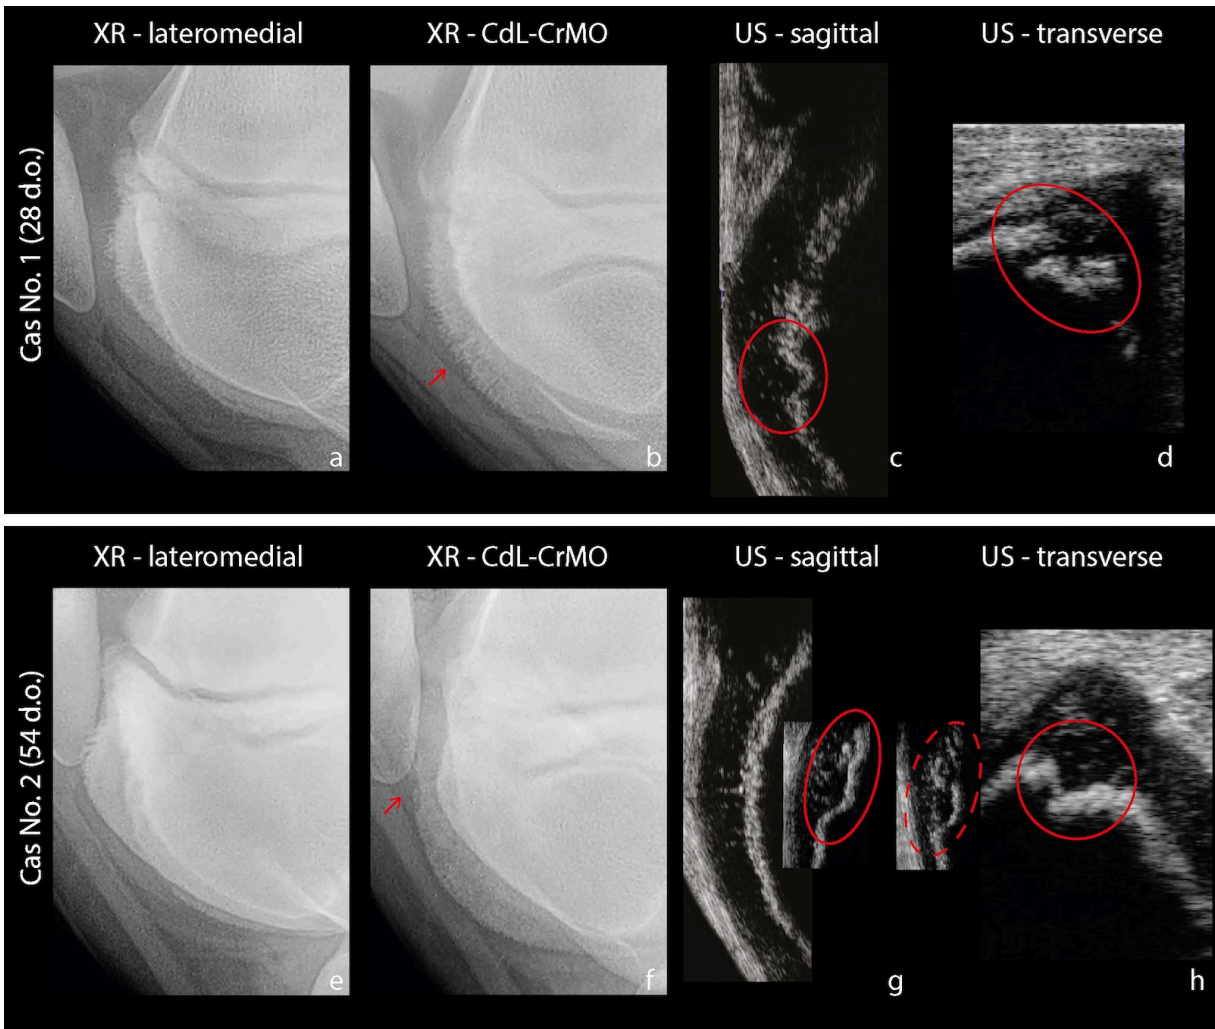 XR - lateromedial
XR - CdL-CrMO
US - sagittal
US - transverse
Cas No. 1 (28 d.o.)
a
b
c
d
XR - lateromedial
XR - CdL-CrMO
US - sagittal
US - transverse
Cas No. 2 (54 d.o.)
e
f
g
h